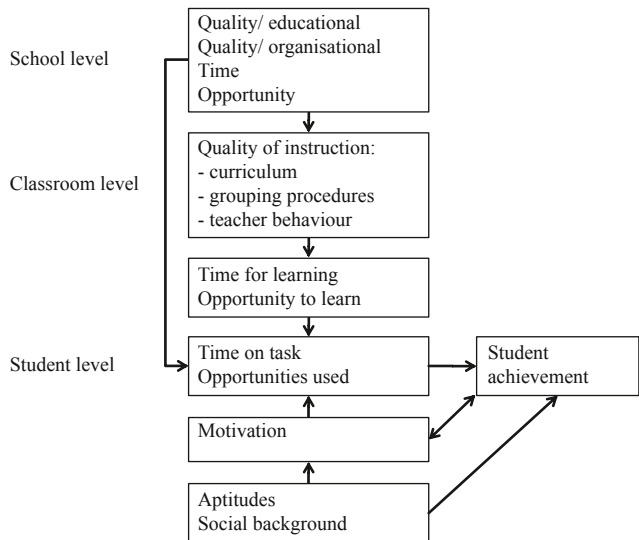 School level
Quality/ educational
Quality/ organisational
Time
Opportunity
Classroom level
Quality of instruction:
- curriculum
- grouping procedures
- teacher behaviour
Time for learning
Opportunity to learn
Student level
Time on task
Opportunities used
Student
achievement
Motivation
Aptitudes
Social background